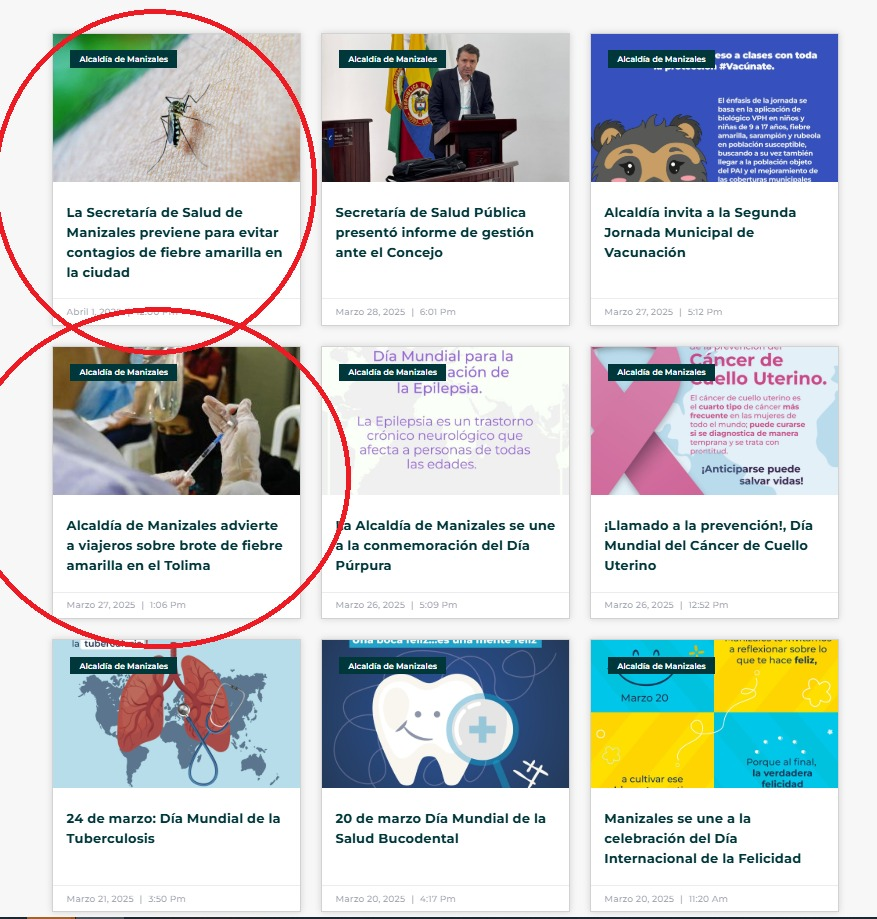 Alcaldía de Manizales
La Secretaría de Salud de
Manizales previene para evitar
contagios de fiebre amarilla en
la ciudad
Abril 1,
Alcaldía de Manizales
Secretaría de Salud Pública
presentó informe de gestión
ante el Concejo
Marzo 28, 2025 | 6:01 Pm
Alcaldía de Manizales
eso a clases con toda
#Vacúnate.
El énfasis de la jornada se
basa en la aplicación de
biológico VPH en niños y
niñas de 9 a 17 años, fiebre
amarilla, sarampión y rubeola
en población susceptible,
buscando a su vez también
llegar a la población objeto
del PAI y el mejoramiento de
las coberturas municipales
Alcaldía invita a la Segunda
Jornada Municipal de
Vacunación
Marzo 27, 2025 | 5:12 Pm
Alcaldía de Manizales
Alcaldía de Manizales advierte
a viajeros sobre brote de fiebre
amarilla en el Tolima
Marzo 27, 2025 | 1:06 Pm
Día Mundial para la
Alcaldía de Manizales
ación de
la Epilepsia.
La Epilepsia es un trastorno
crónico neurológico que
afecta a personas de todas
las edades.
La Alcaldía de Manizales se une
a la conmemoración del Día
Púrpura
Marzo 26, 2025 | 5:09 Pm
de la prevención del
Cáncer de
Alcaldía de Manizales
Cuello Uterino.
El cáncer de cuello uterino es
el cuarto tipo de cáncer más
frecuente en las mujeres de
todo el mundo; puede curarse
si se diagnostica de manera
temprana y se trata con
prontitud.
¡Anticiparse puede
salvar vidas!
¡Llamado a la prevención!, Día
Mundial del Cáncer de Cuello
Uterino
Marzo 26, 2025 | 12:52 Pm
la tuberculosis!
Alcaldía de Manizales
24 de marzo: Día Mundial de la
Tuberculosis
Marzo 21, 2025 | 3:50 Pm
Una boca feliz...es una mente feliz
Alcaldía de Manizales
20 de marzo Día Mundial de la
Salud Bucodental
Marzo 20, 2025 | 4:17 Pm
a reflexionar sobre lo
que te hace feliz,
Alcaldía de Manizales
Marzo 20
Porque al final,
la verdadera
felicidad
a cultivar ese
Manizales se une a la
celebración del Día
Internacional de la Felicidad
Marzo 20, 2025 | 11:20 Am